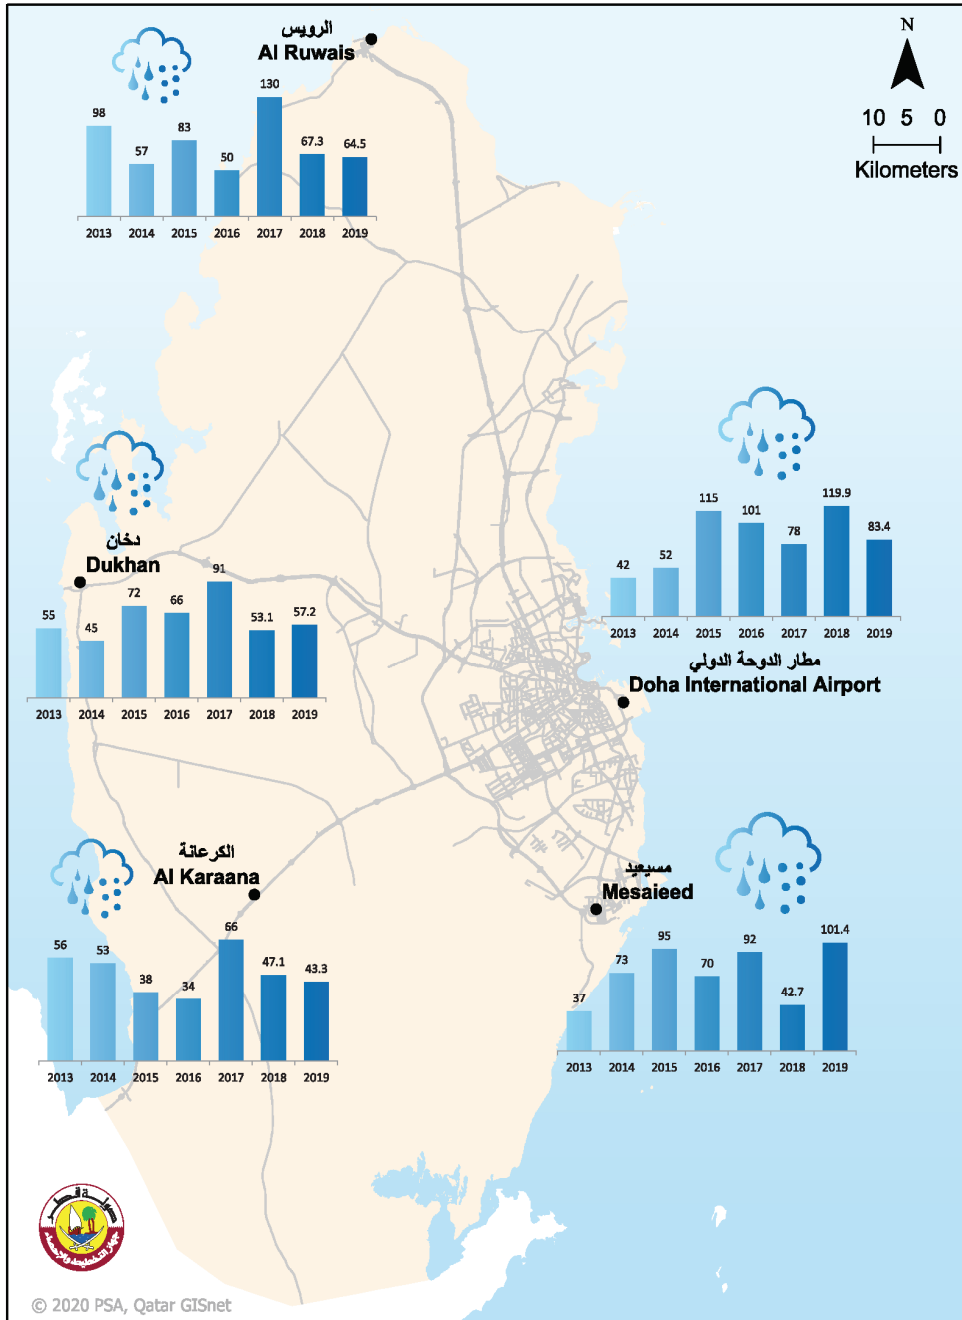 الرويس
Al Ruwais
98
57
83
50
130
67.3
64.5
2013 2014 2015 2016 2017 2018 2019
N
10 5 0
Kilometers
دخان
Dukhan
55
45
72
66
91
53.1
57.2
2013 2014 2015 2016 2017 2018 2019
42
52
115
101
78
119.9
83.4
2013 2014 2015 2016 2017 2018 2019
مطار الدوحة الدولي
Doha International Airport
الكرعانة
Al Karaana
56
53
38
34
66
47.1
43.3
2013 2014 2015 2016 2017 2018 2019
مسيعيد
Mesaieed
37
73
95
70
92
42.7
101.4
2013 2014 2015 2016 2017 2018 2019
دولة قطر
جهاز التخطيط والإحصاء
© 2020 PSA, Qatar GISnet